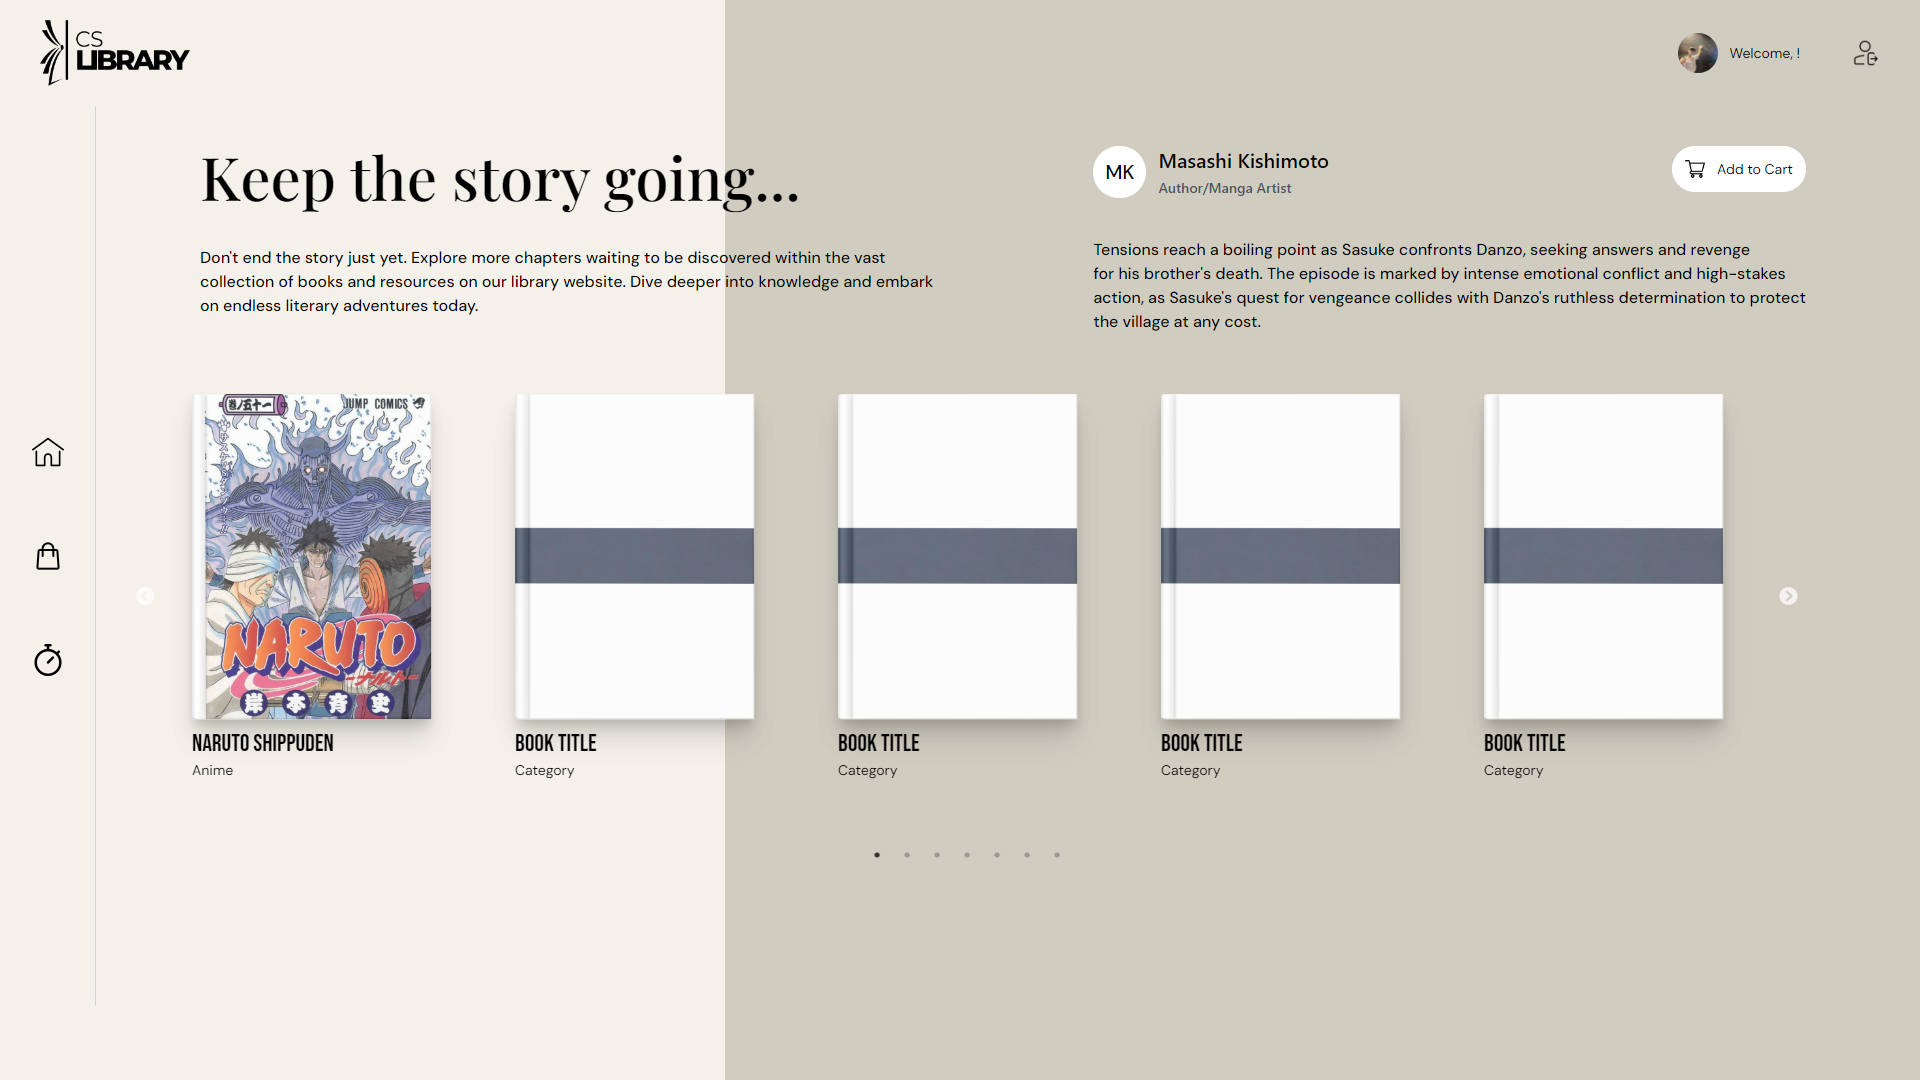 CS
LIBRARY
Welcome, !
Keep the story going...
Don't end the story just yet. Explore more chapters waiting to be discovered within the vast
collection of books and resources on our library website. Dive deeper into knowledge and embark
on endless literary adventures today.
MK
Masashi Kishimoto
Author/Manga Artist
Add to Cart
Tensions reach a boiling point as Sasuke confronts Danzo, seeking answers and revenge
for his brother's death. The episode is marked by intense emotional conflict and high-stakes
action, as Sasuke's quest for vengeance collides with Danzo's ruthless determination to protect
the village at any cost.
巻ノ五十一
JUMP COMICS
NARUTO
-ナルト-
岸本斉史
NARUTO SHIPPUDEN
Anime
BOOK TITLE
Category
BOOK TITLE
Category
BOOK TITLE
Category
BOOK TITLE
Category